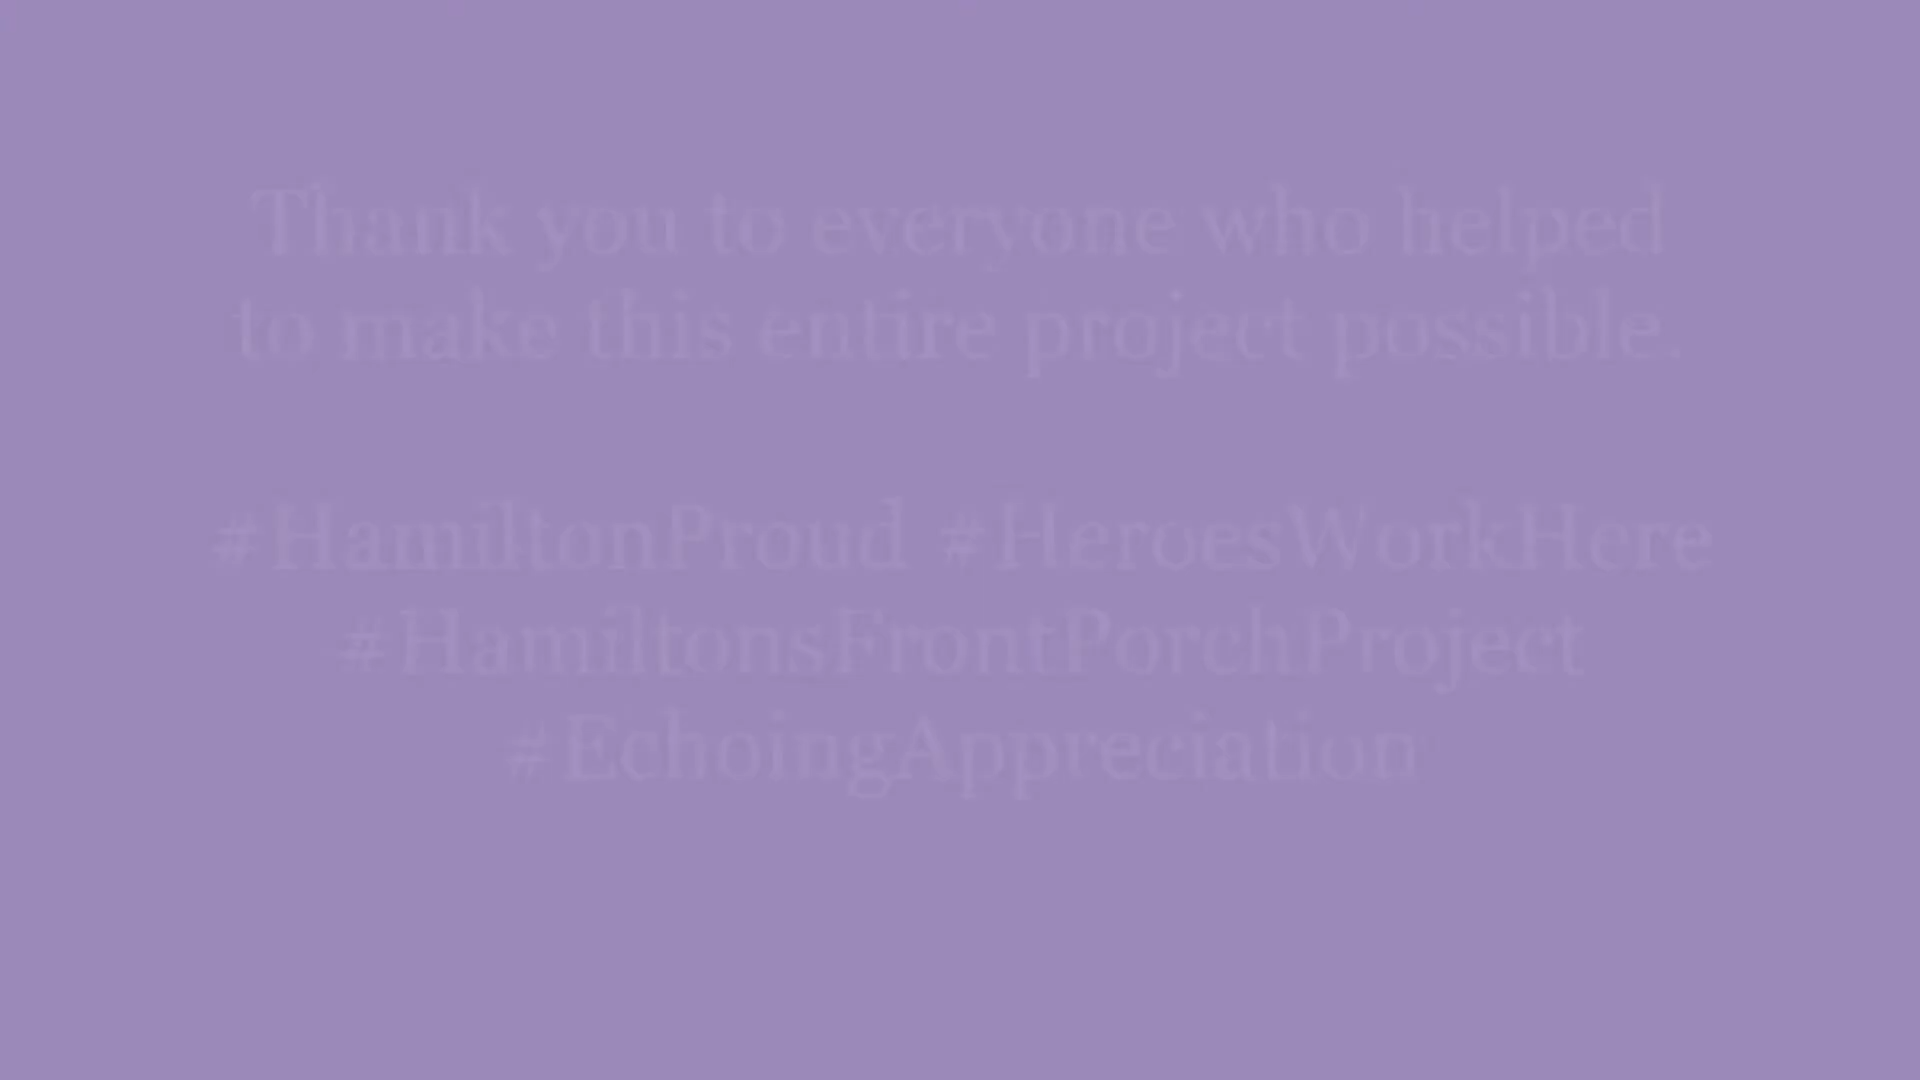 Thank you to everyone who helped
to make this entire project possible.
#HamiltonProud #HeroesWorkHere
#HamiltonsFrontPorchProject
#EchoingAppreciation